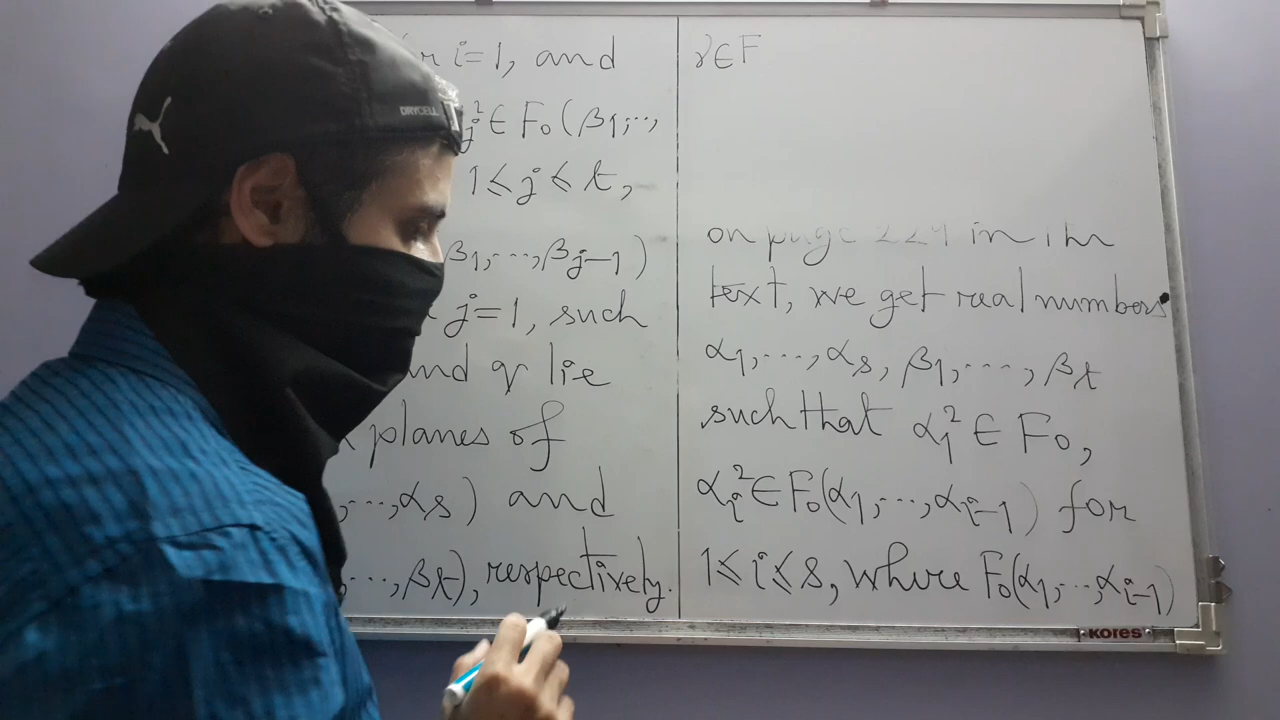 DRYCELL
i=1, and
j² ∈ F₀(β₁,..,
1≤j≤t,
β₁,...,βⱼ₋₁)
j=1, such
and q lie
planes of
,...,αₛ) and
,...,βₜ), respectively.
γ∈F
on page 229 in the
text, we get real numbers
α₁,...,αₛ, β₁,...,βₜ
such that α₁² ∈ F₀,
αᵢ² ∈ F₀(α₁,...,αᵢ₋₁) for
1≤i≤s, where F₀(α₁,...,αᵢ₋₁)
KORES